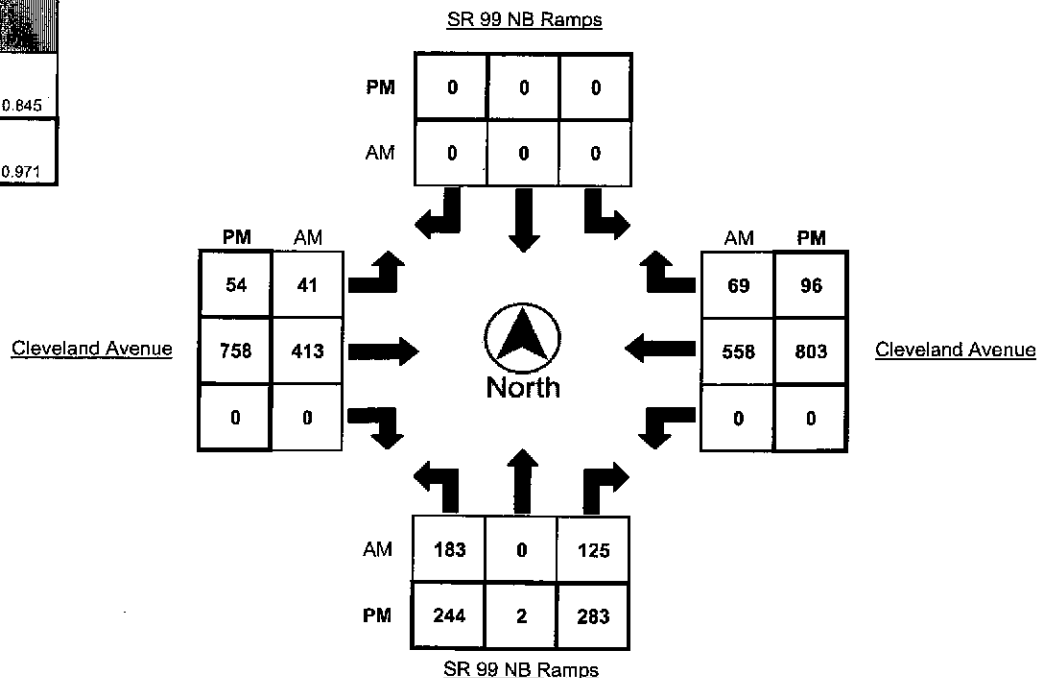 SR 99 NB Ramps
0.845
0.971
PM 0 0 0
AM 0 0 0
PM AM
54 41
Cleveland Avenue 758 413
0 0
North
AM PM
69 96
558 803 Cleveland Avenue
0 0
AM 183 0 125
PM 244 2 283
SR 99 NB Ramps